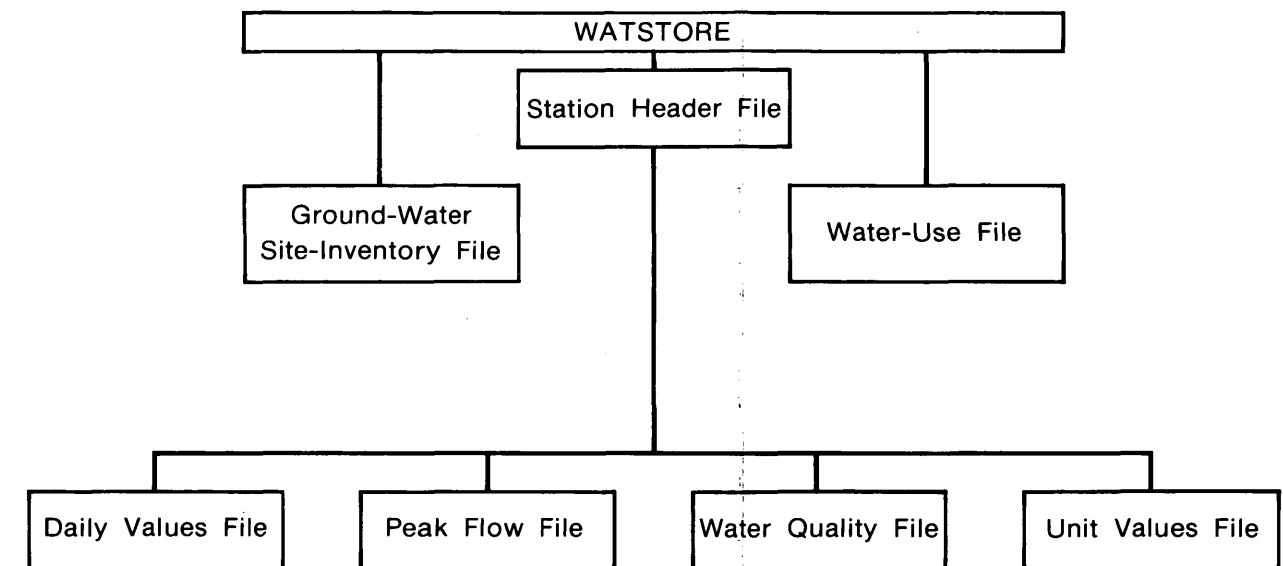 WATSTORE
Station Header File
Ground-Water
Site-Inventory File
Water-Use File
Daily Values File
Peak Flow File
Water Quality File
Unit Values File